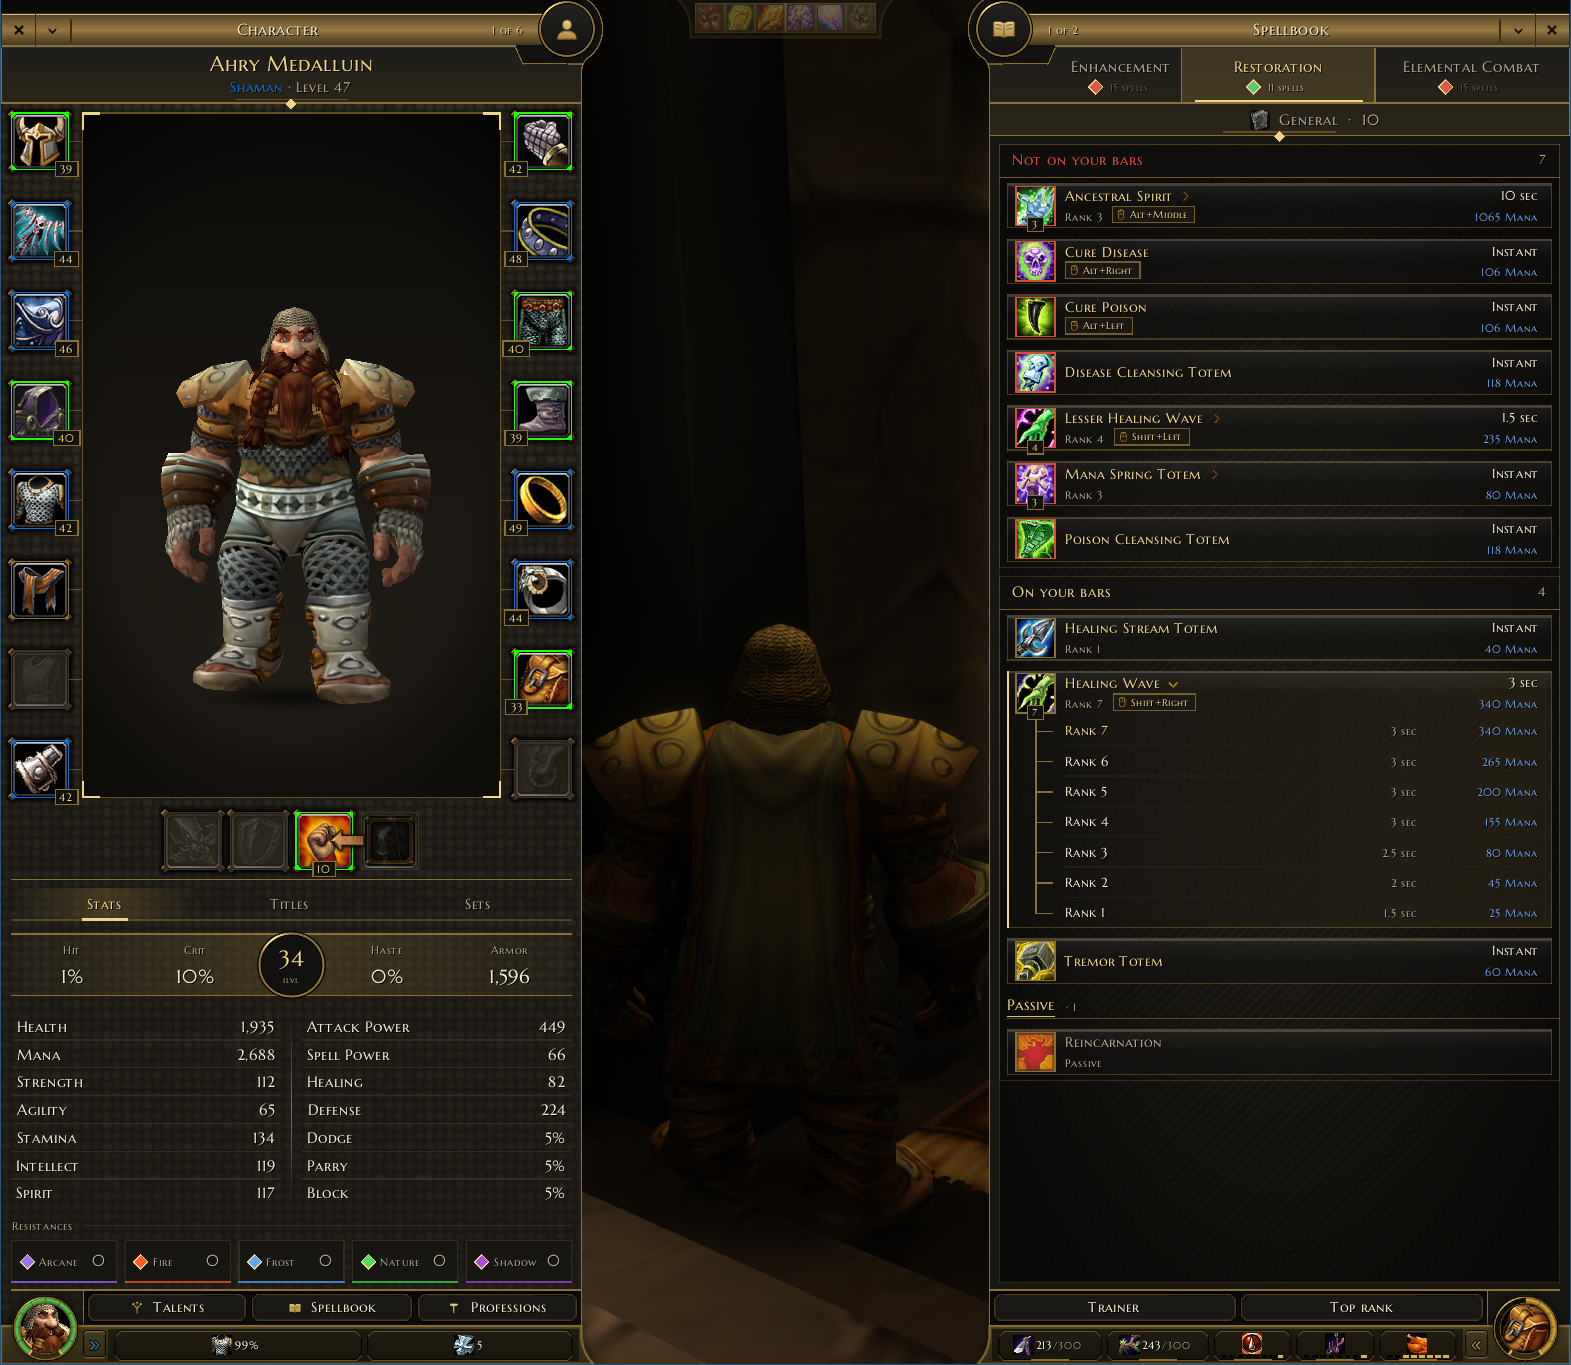 Character
1 of 6
Ahry Medalluin
Shaman · Level 47
39
44
46
40
42
42
42
48
40
39
49
44
33
10
Stats
Titles
Sets
Hit
1%
Crit
10%
34
ilvl
Haste
0%
Armor
1,596
Health 1,935
Mana 2,688
Strength 112
Agility 65
Stamina 134
Intellect 119
Spirit 117
Attack Power 449
Spell Power 66
Healing 82
Defense 224
Dodge 5%
Parry 5%
Block 5%
Resistances
Arcane 0
Fire 0
Frost 0
Nature 0
Shadow 0
Talents
Spellbook
Professions
99%
5
1 of 2
Spellbook
Enhancement
15 spells
Restoration
11 spells
Elemental Combat
15 spells
General · 10
Not on your bars 7
Ancestral Spirit 10 sec
3
Rank 3 Alt+Middle 1065 Mana
Cure Disease Instant
Alt+Right 106 Mana
Cure Poison Instant
Alt+Left 106 Mana
Disease Cleansing Totem
Instant
118 Mana
Lesser Healing Wave 1.5 sec
4
Rank 4 Shift+Left 235 Mana
Mana Spring Totem Instant
3
Rank 3 80 Mana
Poison Cleansing Totem
Instant
118 Mana
On your bars 4
Healing Stream Totem Instant
Rank 1 40 Mana
Healing Wave 3 sec
7
Rank 7 Shift+Right 340 Mana
Rank 7 3 sec 340 Mana
Rank 6 3 sec 265 Mana
Rank 5 3 sec 200 Mana
Rank 4 3 sec 155 Mana
Rank 3 2.5 sec 80 Mana
Rank 2 2 sec 45 Mana
Rank 1 1.5 sec 25 Mana
Tremor Totem
Instant
60 Mana
Passive · 1
Reincarnation
Passive
Trainer
Top rank
213/300
243/300